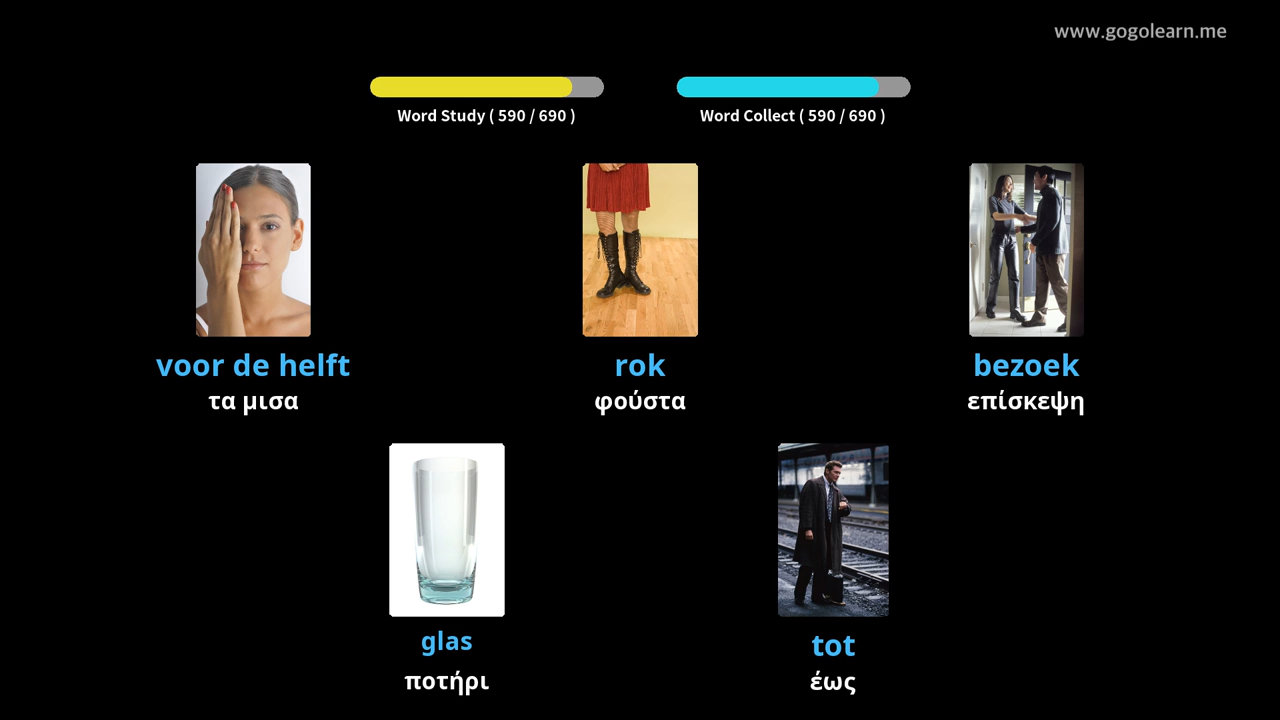 www.gogolearn.me
Word Study ( 590 / 690 )
Word Collect ( 590 / 690 )
voor de helft
τα μισα
rok
φούστα
bezoek
επίσκεψη
glas
ποτήρι
tot
έως